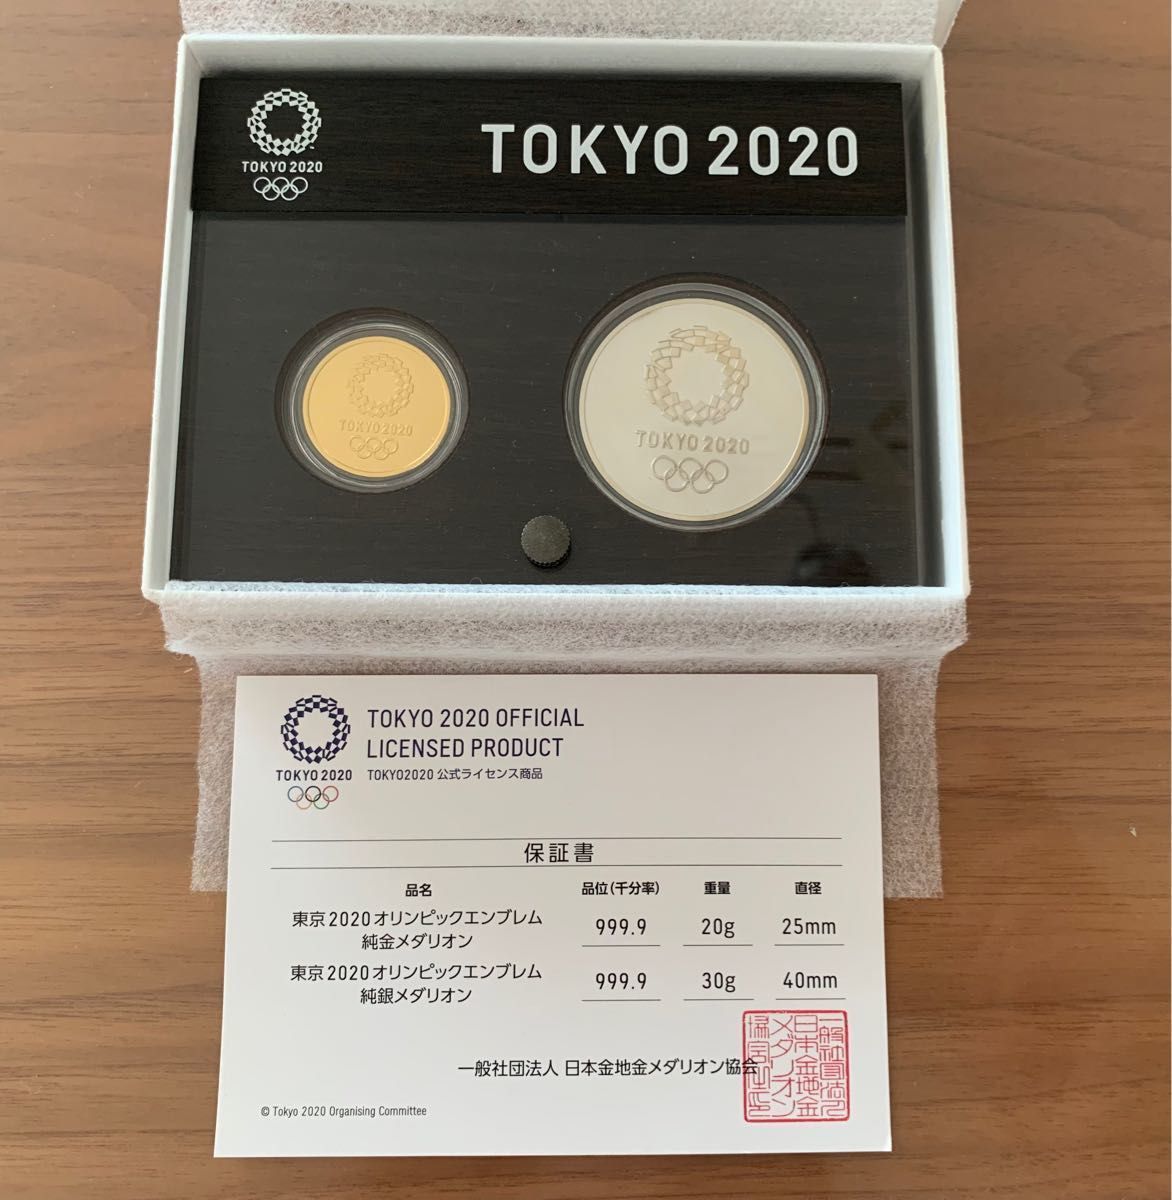 TOKYO 2020
TOKYO 2020
TOKYO 2020
TOKYO 2020
TOKYO 2020 OFFICIAL
LICENSED PRODUCT
TOKYO2020 公式ライセンス商品
TOKYO 2020
保証書
品名 品位(千分率) 重量 直径
東京2020オリンピックエンブレム
純金メダリオン 999.9 20g 25mm
東京2020オリンピックエンブレム
純銀メダリオン 999.9 30g 40mm
一般社団法人 日本金地金メダリオン協会
© Tokyo 2020 Organising Committee